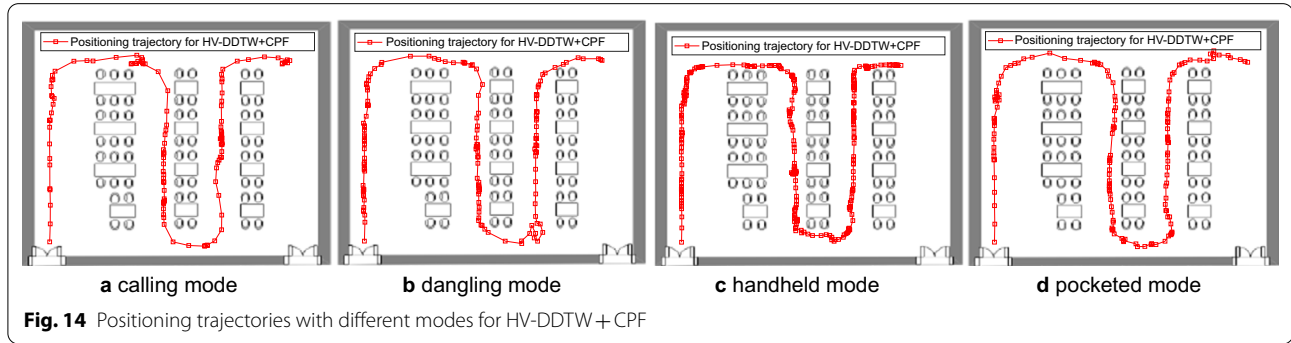 Positioning trajectory for HV-DDTW+CPF
Positioning trajectory for HV-DDTW+CPF
Positioning trajectory for HV-DDTW+CPF
Positioning trajectory for HV-DDTW+CPF
a calling mode
b dangling mode
c handheld mode
d pocketed mode
Fig. 14 Positioning trajectories with different modes for HV-DDTW + CPF